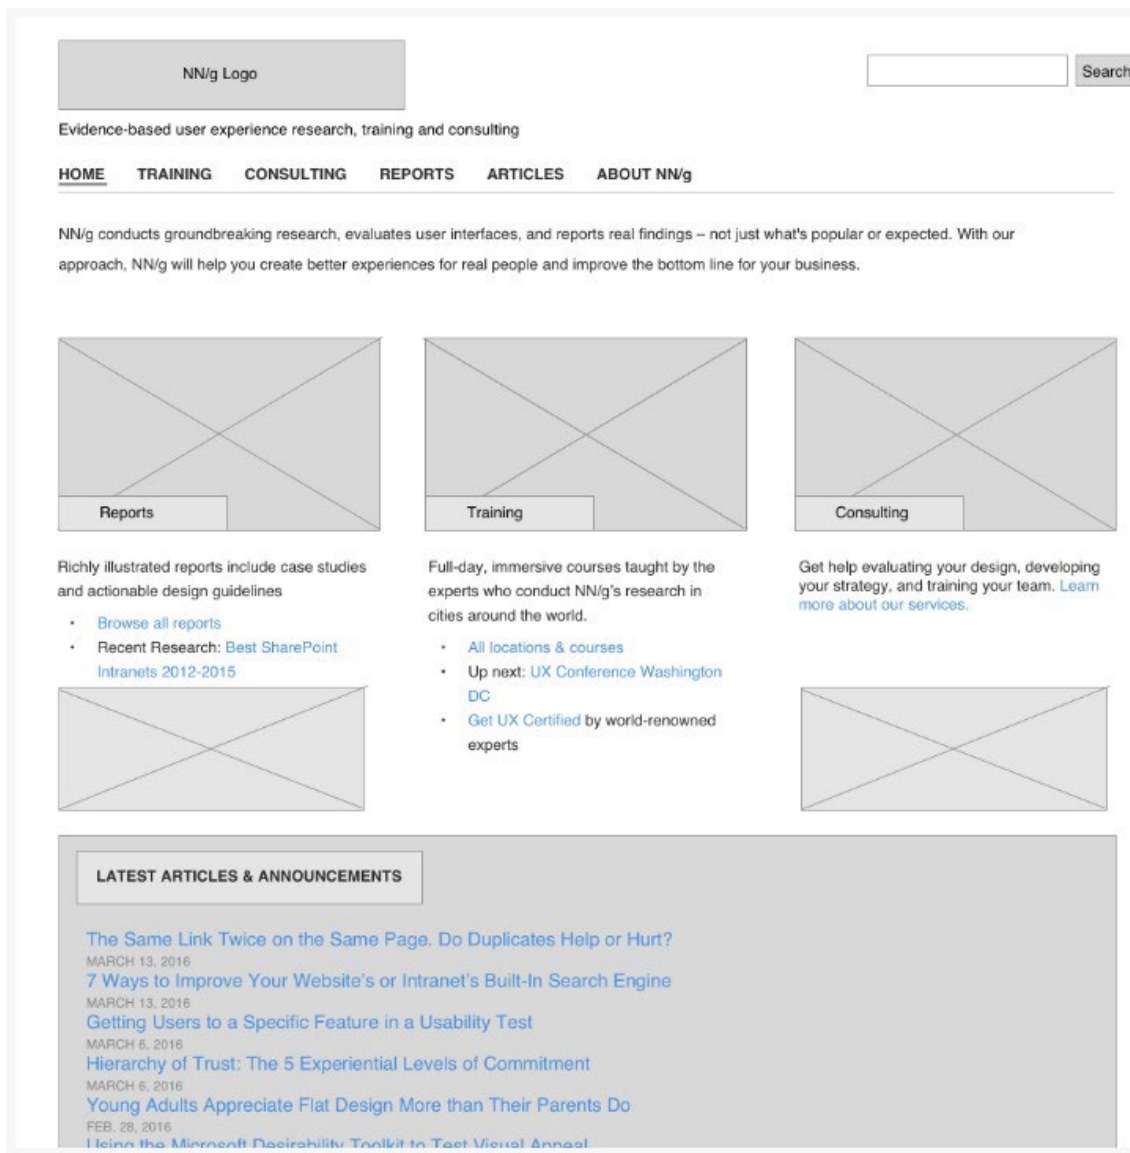 NN/g Logo
Search
Evidence-based user experience research, training and consulting
HOME TRAINING CONSULTING REPORTS ARTICLES ABOUT NN/g
NN/g conducts groundbreaking research, evaluates user interfaces, and reports real findings – not just what's popular or expected. With our
approach, NN/g will help you create better experiences for real people and improve the bottom line for your business.
Reports
Training
Consulting
Richly illustrated reports include case studies
and actionable design guidelines
• Browse all reports
• Recent Research: Best SharePoint
Intranets 2012-2015
Full-day, immersive courses taught by the
experts who conduct NN/g's research in
cities around the world.
• All locations & courses
• Up next: UX Conference Washington
DC
• Get UX Certified by world-renowned
experts
Get help evaluating your design, developing
your strategy, and training your team. Learn
more about our services.
LATEST ARTICLES & ANNOUNCEMENTS
The Same Link Twice on the Same Page. Do Duplicates Help or Hurt?
MARCH 13, 2016
7 Ways to Improve Your Website's or Intranet's Built-In Search Engine
MARCH 13, 2016
Getting Users to a Specific Feature in a Usability Test
MARCH 6, 2016
Hierarchy of Trust: The 5 Experiential Levels of Commitment
MARCH 6, 2016
Young Adults Appreciate Flat Design More than Their Parents Do
FEB. 28, 2016
Using the Microsoft Desirability Toolkit to Test Visual Appeal